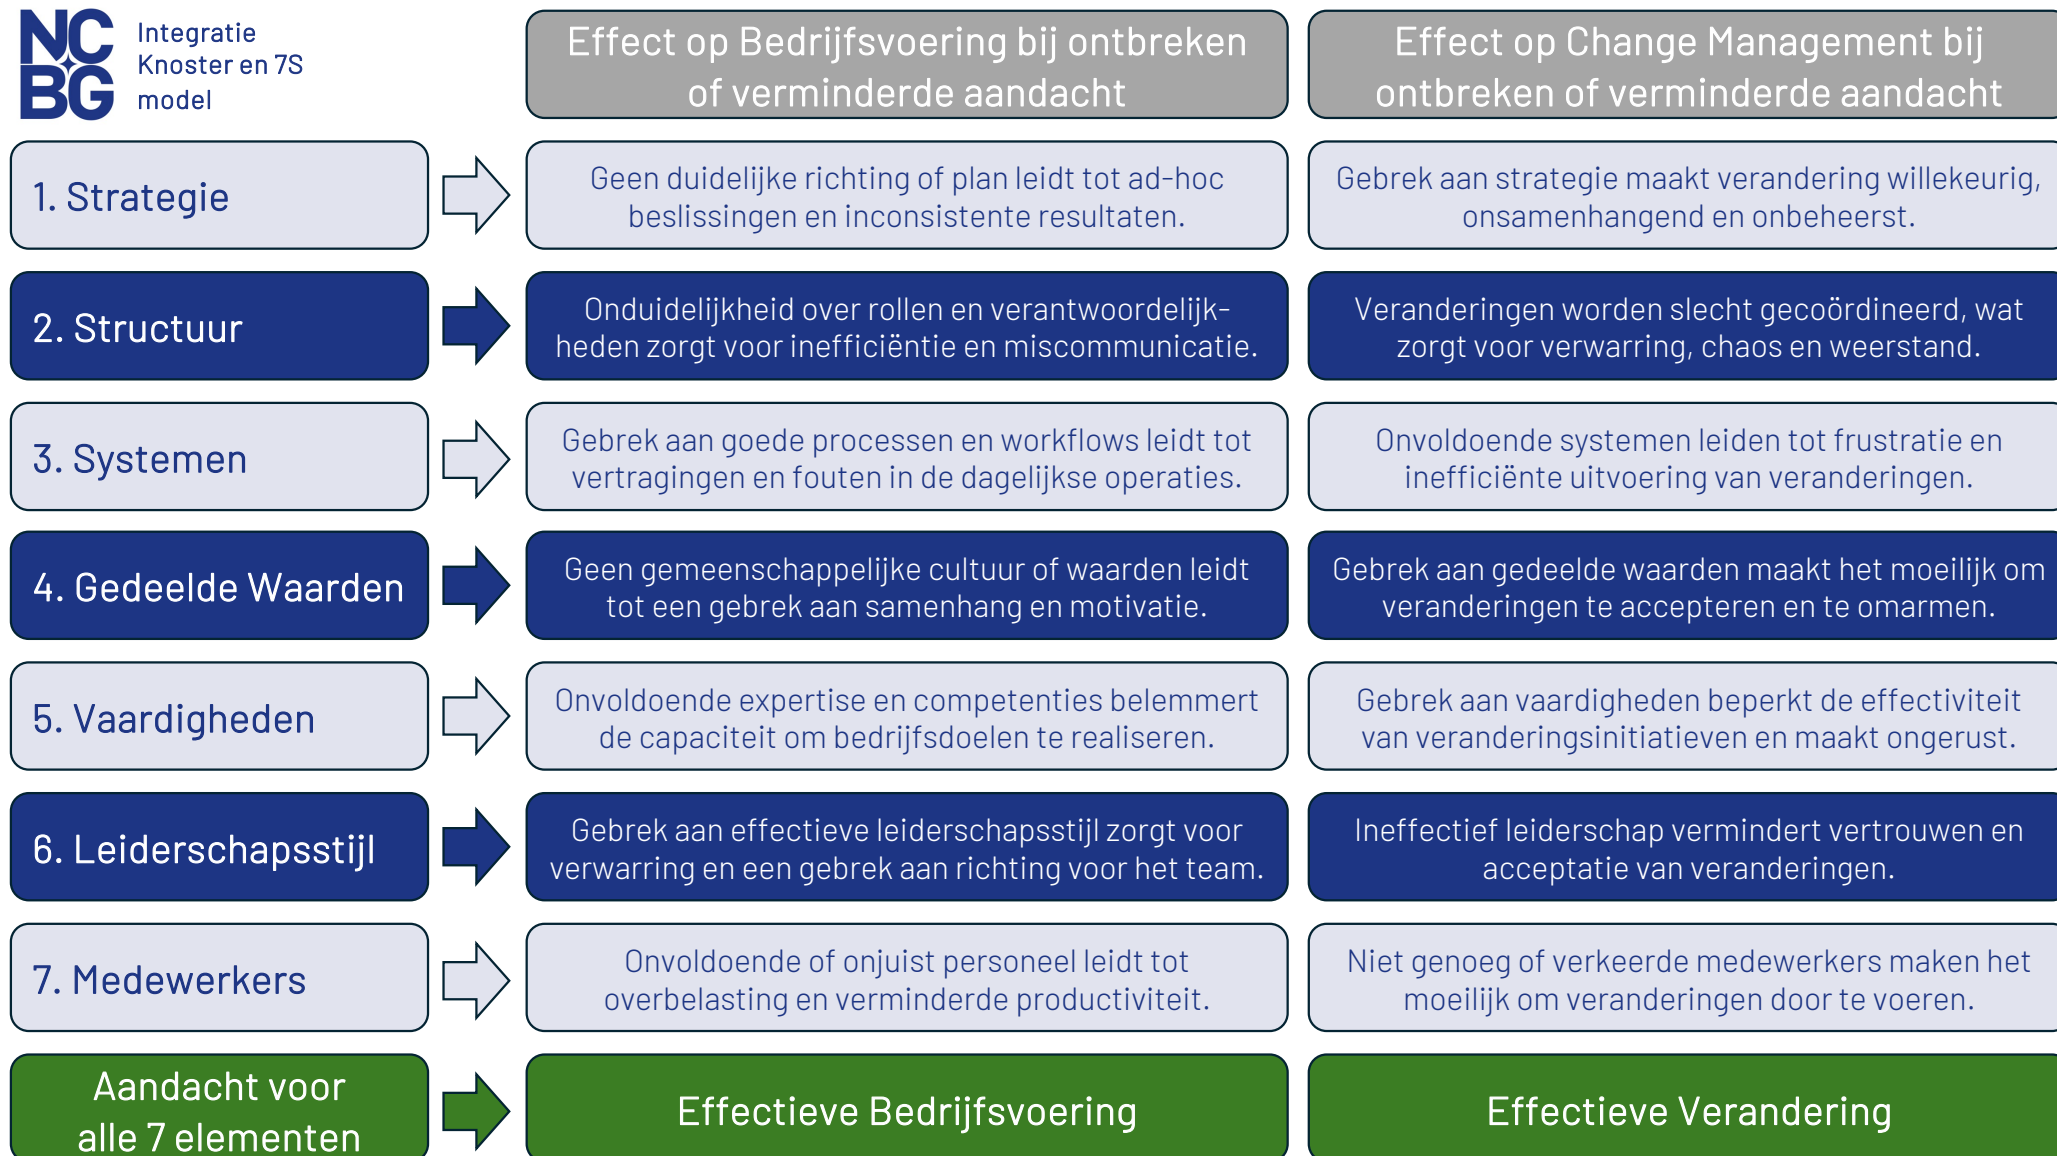 NC
BG
Integratie
Knoster en 7S
model
Effect op Bedrijfsvoering bij ontbreken
of verminderde aandacht
Effect op Change Management bij
ontbreken of verminderde aandacht
1. Strategie
Geen duidelijke richting of plan leidt tot ad-hoc
beslissingen en inconsistente resultaten.
Gebrek aan strategie maakt verandering willekeurig,
onsamenhangend en onbeheerst.
2. Structuur
Onduidelijkheid over rollen en verantwoordelijk-
heden zorgt voor inefficiëntie en miscommunicatie.
Veranderingen worden slecht gecoördineerd, wat
zorgt voor verwarring, chaos en weerstand.
3. Systemen
Gebrek aan goede processen en workflows leidt tot
vertragingen en fouten in de dagelijkse operaties.
Onvoldoende systemen leiden tot frustratie en
inefficiënte uitvoering van veranderingen.
4. Gedeelde Waarden
Geen gemeenschappelijke cultuur of waarden leidt
tot een gebrek aan samenhang en motivatie.
Gebrek aan gedeelde waarden maakt het moeilijk om
veranderingen te accepteren en te omarmen.
5. Vaardigheden
Onvoldoende expertise en competenties belemmert
de capaciteit om bedrijfsdoelen te realiseren.
Gebrek aan vaardigheden beperkt de effectiviteit
van veranderingsinitiatieven en maakt ongerust.
6. Leiderschapsstijl
Gebrek aan effectieve leiderschapsstijl zorgt voor
verwarring en een gebrek aan richting voor het team.
Ineffectief leiderschap vermindert vertrouwen en
acceptatie van veranderingen.
7. Medewerkers
Onvoldoende of onjuist personeel leidt tot
overbelasting en verminderde productiviteit.
Niet genoeg of verkeerde medewerkers maken het
moeilijk om veranderingen door te voeren.
Aandacht voor
alle 7 elementen
Effectieve Bedrijfsvoering
Effectieve Verandering